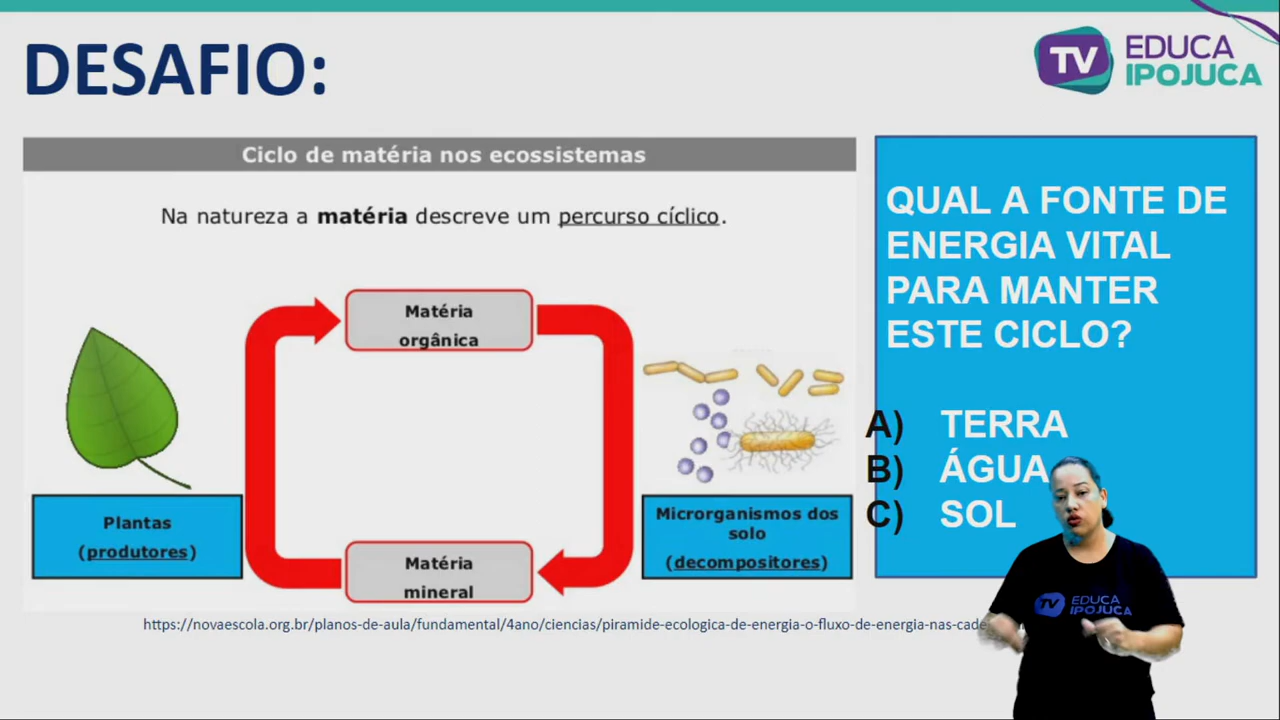 DESAFIO:
TV EDUCA
IPOJUCA
Ciclo de matéria nos ecossistemas
Na natureza a matéria descreve um percurso cíclico.
Matéria
orgânica
Plantas
(produtores)
Microrganismos dos
solo
(decompositores)
Matéria
mineral
https://novaescola.org.br/planos-de-aula/fundamental/4ano/ciencias/piramide-ecologica-de-energia-o-fluxo-de-energia-nas-cade
QUAL A FONTE DE
ENERGIA VITAL
PARA MANTER
ESTE CICLO?
A) TERRA
B) ÁGUA
C) SOL
TV EDUCA
IPOJUCA